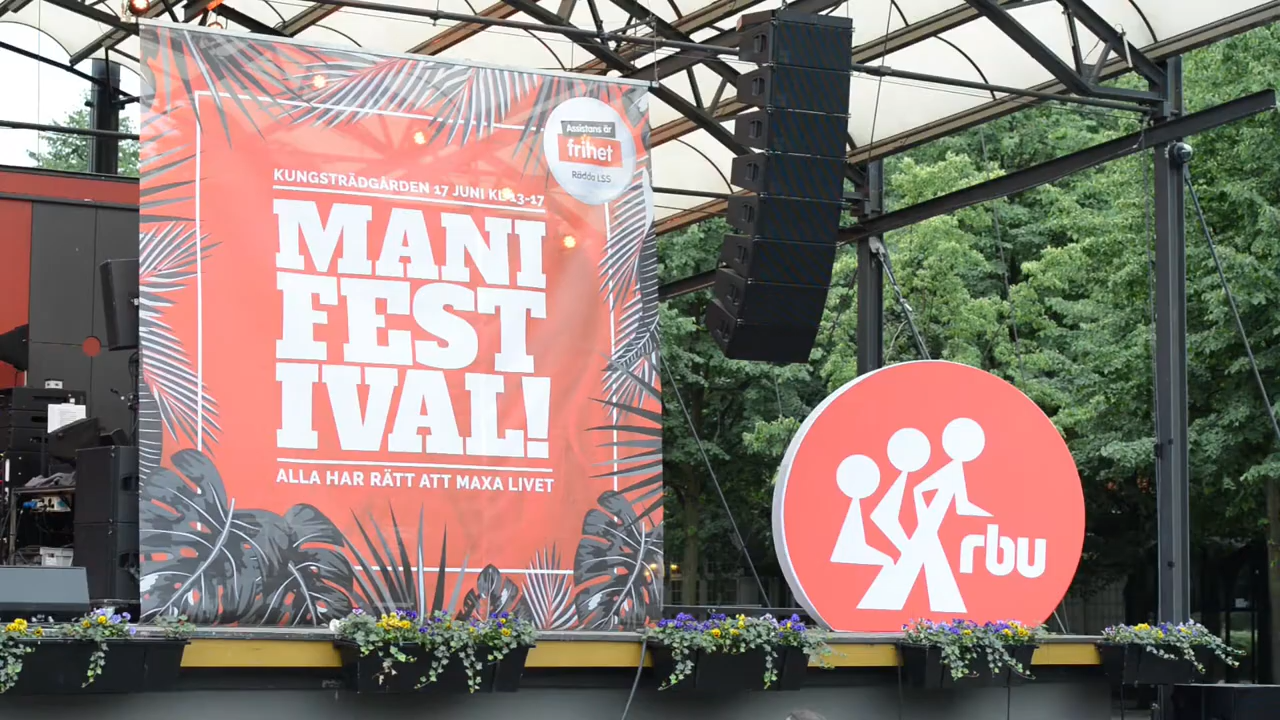 Assistans är
frihet
Rädda LSS
KUNGSTRÄDGÅRDEN 17 JUNI KL 13-17
MANI
FEST
IVAL!
ALLA HAR RÄTT ATT MAXA LIVET
rbu